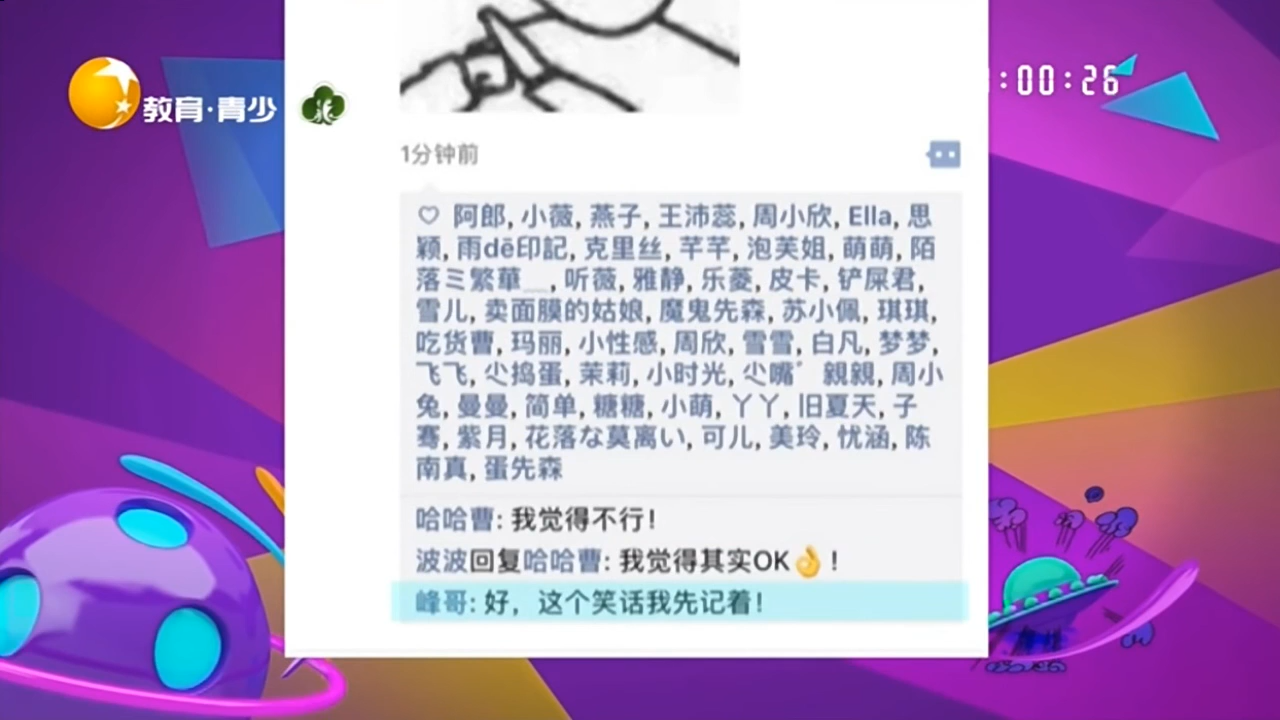 教育·青少
:00:26
1分钟前
♡ 阿郎, 小薇, 燕子, 王沛蕊, 周小欣, Ella, 思
颖, 雨dē印記, 克里丝, 芊芊, 泡芙姐, 萌萌, 陌
落ミ繁華﹏, 听薇, 雅静, 乐菱, 皮卡, 铲屎君,
雪儿, 卖面膜的姑娘, 魔鬼先森, 苏小佩, 琪琪,
吃货曹, 玛丽, 小性感, 周欣, 雪雪, 白凡, 梦梦,
飞飞, 尐捣蛋, 茉莉, 小时光, 尐嘴゛親親, 周小
兔, 曼曼, 简单, 糖糖, 小萌, 丫丫, 旧夏天, 子
骞, 紫月, 花落な莫离い, 可儿, 美玲, 忧涵, 陈
南真, 蛋先森
哈哈曹: 我觉得不行!
波波回复哈哈曹: 我觉得其实OK👌!
峰哥: 好，这个笑话我先记着!